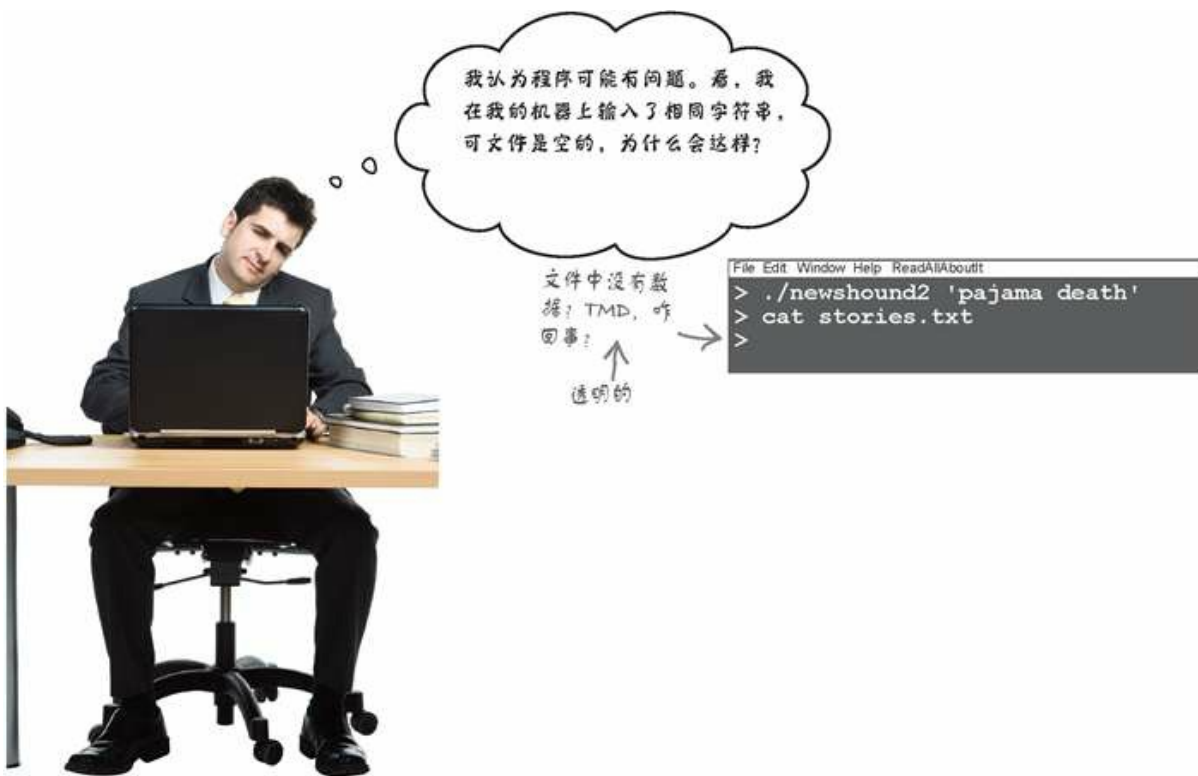 我认为程序可能有问题。看，我
在我的机器上输入了相同字符串，
可文件是空的，为什么会这样？
文件中没有数
据？TMD，咋
回事？
透明的
File Edit Window Help ReadAllAboutIt
> ./newshound2 'pajama death'
> cat stories.txt
>